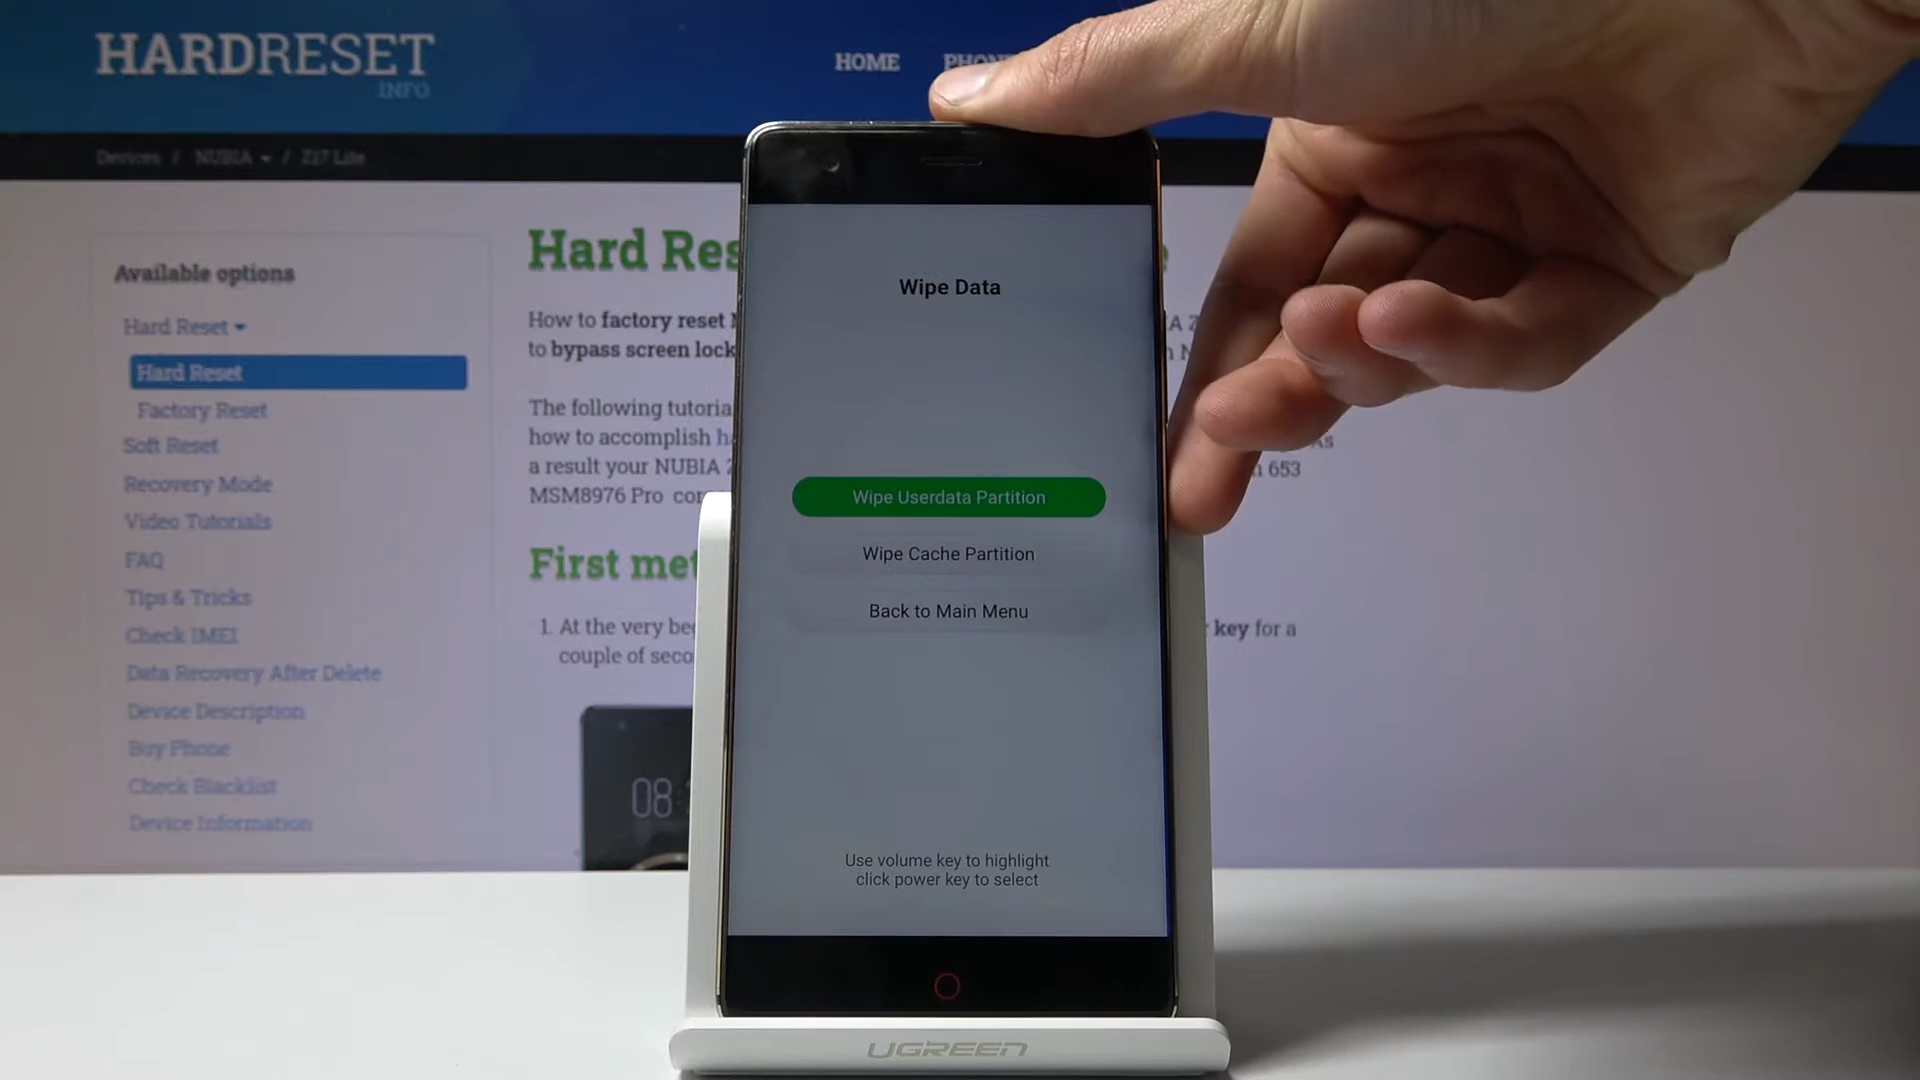 HARDRESET
INFO
HOME
Devices / NUBIA / Z17 Lite
Available options
Hard Reset
Hard Reset
Factory Reset
Soft Reset
Recovery Mode
Video Tutorials
FAQ
Tips & Tricks
Check IMEI
Data Recovery After Delete
Device Description
Buy Phone
Check Blacklist
Device Information
Hard Res
How to factory reset
to bypass screen lock
The following tutoria
how to accomplish
a result your NUBIA
653
MSM8976 Pro
First met
1. At the very be
key for a
couple of seco
08
Wipe Data
Wipe Userdata Partition
Wipe Cache Partition
Back to Main Menu
Use volume key to highlight
click power key to select
UGREEN